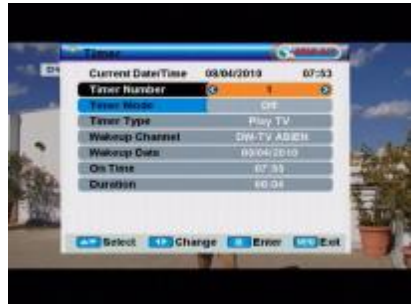 Timer
Current Date/Time 09/04/2010 07:53
Timer Number 1
Timer Mode Off
Timer Type Play TV
Wakeup Channel DW-TV ASIEN
Wakeup Date 09/04/2010
On Time 07:53
Duration 00:04
Select Change Enter MENU Exit